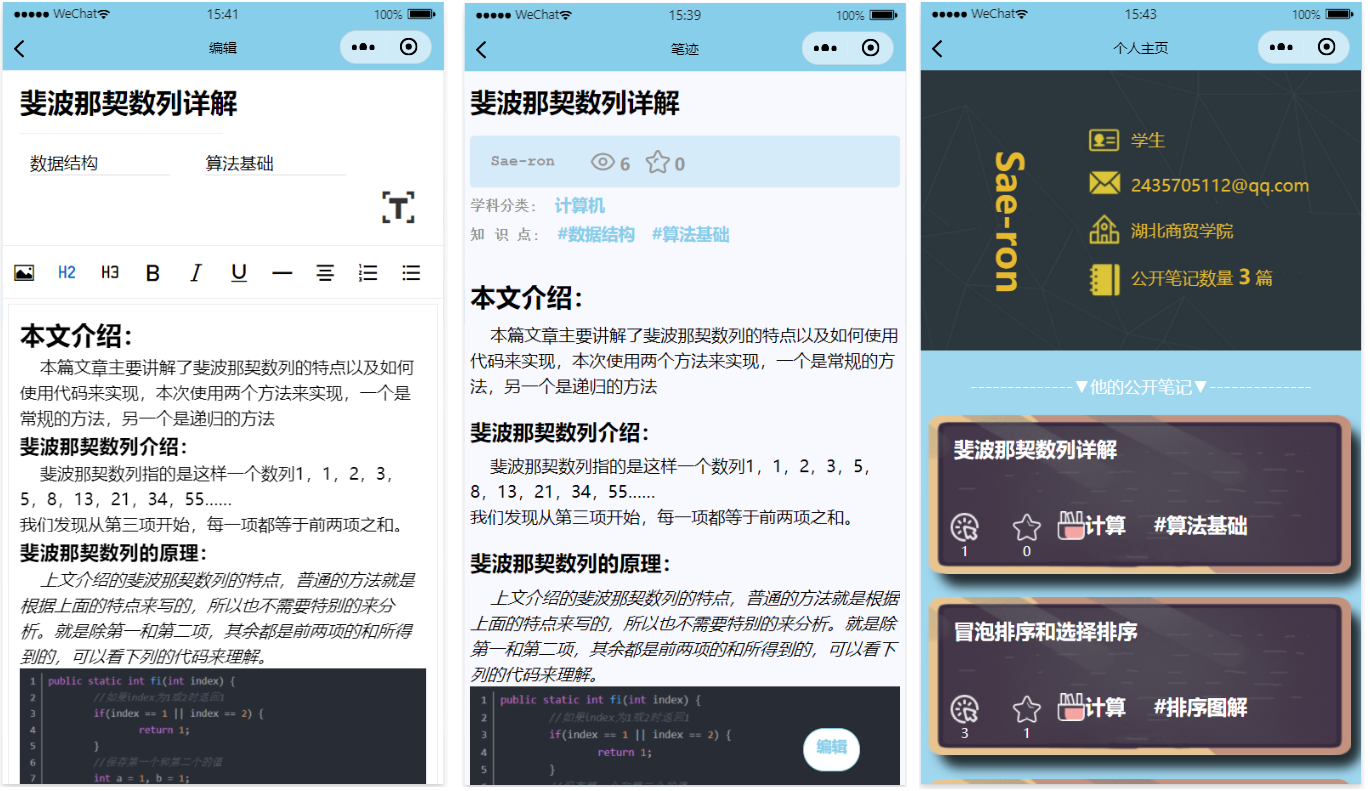 WeChat 15:41 100%
编辑
斐波那契数列详解
数据结构 算法基础
T
H2 H3 B I U
本文介绍：
本篇文章主要讲解了斐波那契数列的特点以及如何
使用代码来实现，本次使用两个方法来实现，一个是
常规的方法，另一个是递归的方法
斐波那契数列介绍：
斐波那契数列指的是这样一个数列1，1，2，3，
5，8，13，21，34，55......
我们发现从第三项开始，每一项都等于前两项之和。
斐波那契数列的原理：
上文介绍的斐波那契数列的特点，普通的方法就是
根据上面的特点来写的，所以也不需要特别的来分
析。就是除第一和第二项，其余都是前两项的和所得
到的，可以看下列的代码来理解。
1 public static int fi(int index) {
2 //如果index为1或2时返回1
3 if(index == 1 || index == 2) {
4 return 1;
5 }
6 //保存第一个和第二个的值
7 int a = 1, b = 1;
WeChat 15:39 100%
笔迹
斐波那契数列详解
Sae-ron 6 0
学科分类： 计算机
知 识 点： #数据结构 #算法基础
本文介绍：
本篇文章主要讲解了斐波那契数列的特点以及如何使用
代码来实现，本次使用两个方法来实现，一个是常规的方
法，另一个是递归的方法
斐波那契数列介绍：
斐波那契数列指的是这样一个数列1，1，2，3，5，
8，13，21，34，55......
我们发现从第三项开始，每一项都等于前两项之和。
斐波那契数列的原理：
上文介绍的斐波那契数列的特点，普通的方法就是根据
上面的特点来写的，所以也不需要特别的来分析。就是除
第一和第二项，其余都是前两项的和所得到的，可以看下
列的代码来理解。
1 public static int fi(int index) {
2 //如果index为1或2时返回1
3 if(index == 1 || index == 2) {
4 return 1;
5 }
编辑
WeChat 15:43 100%
个人主页
Sae-ron
学生
2435705112@qq.com
湖北商贸学院
公开笔记数量 3 篇
--------------▼他的公开笔记▼--------------
斐波那契数列详解
计算 #算法基础
1 0
冒泡排序和选择排序
计算 #排序图解
3 1